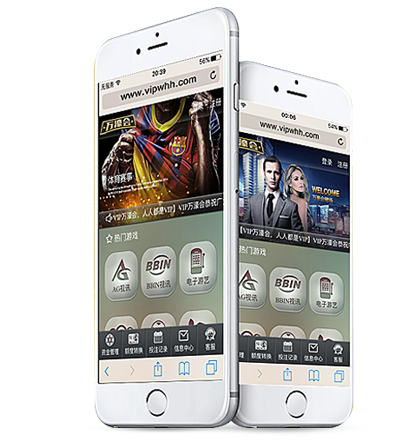 无服务 20:39 56%
www.vipwhh.com
万濠会
注册
体育赛事
VIP万濠会，人人都是VIP】VIP万濠会恭祝广
热门游戏
AG视讯
BBIN
BBIN视讯
电子游艺
资金管理
额度转换
投注记录
信息中心
客服
00:06 54%
www.vipwhh.com
登录 注册
WELCOME
【VIP万濠会，人人都是VIP】VIP万濠会恭祝
热门游戏
AG视讯
BBIN
BBIN视讯
电子游艺
额度转换
投注记录
信息中心
客服